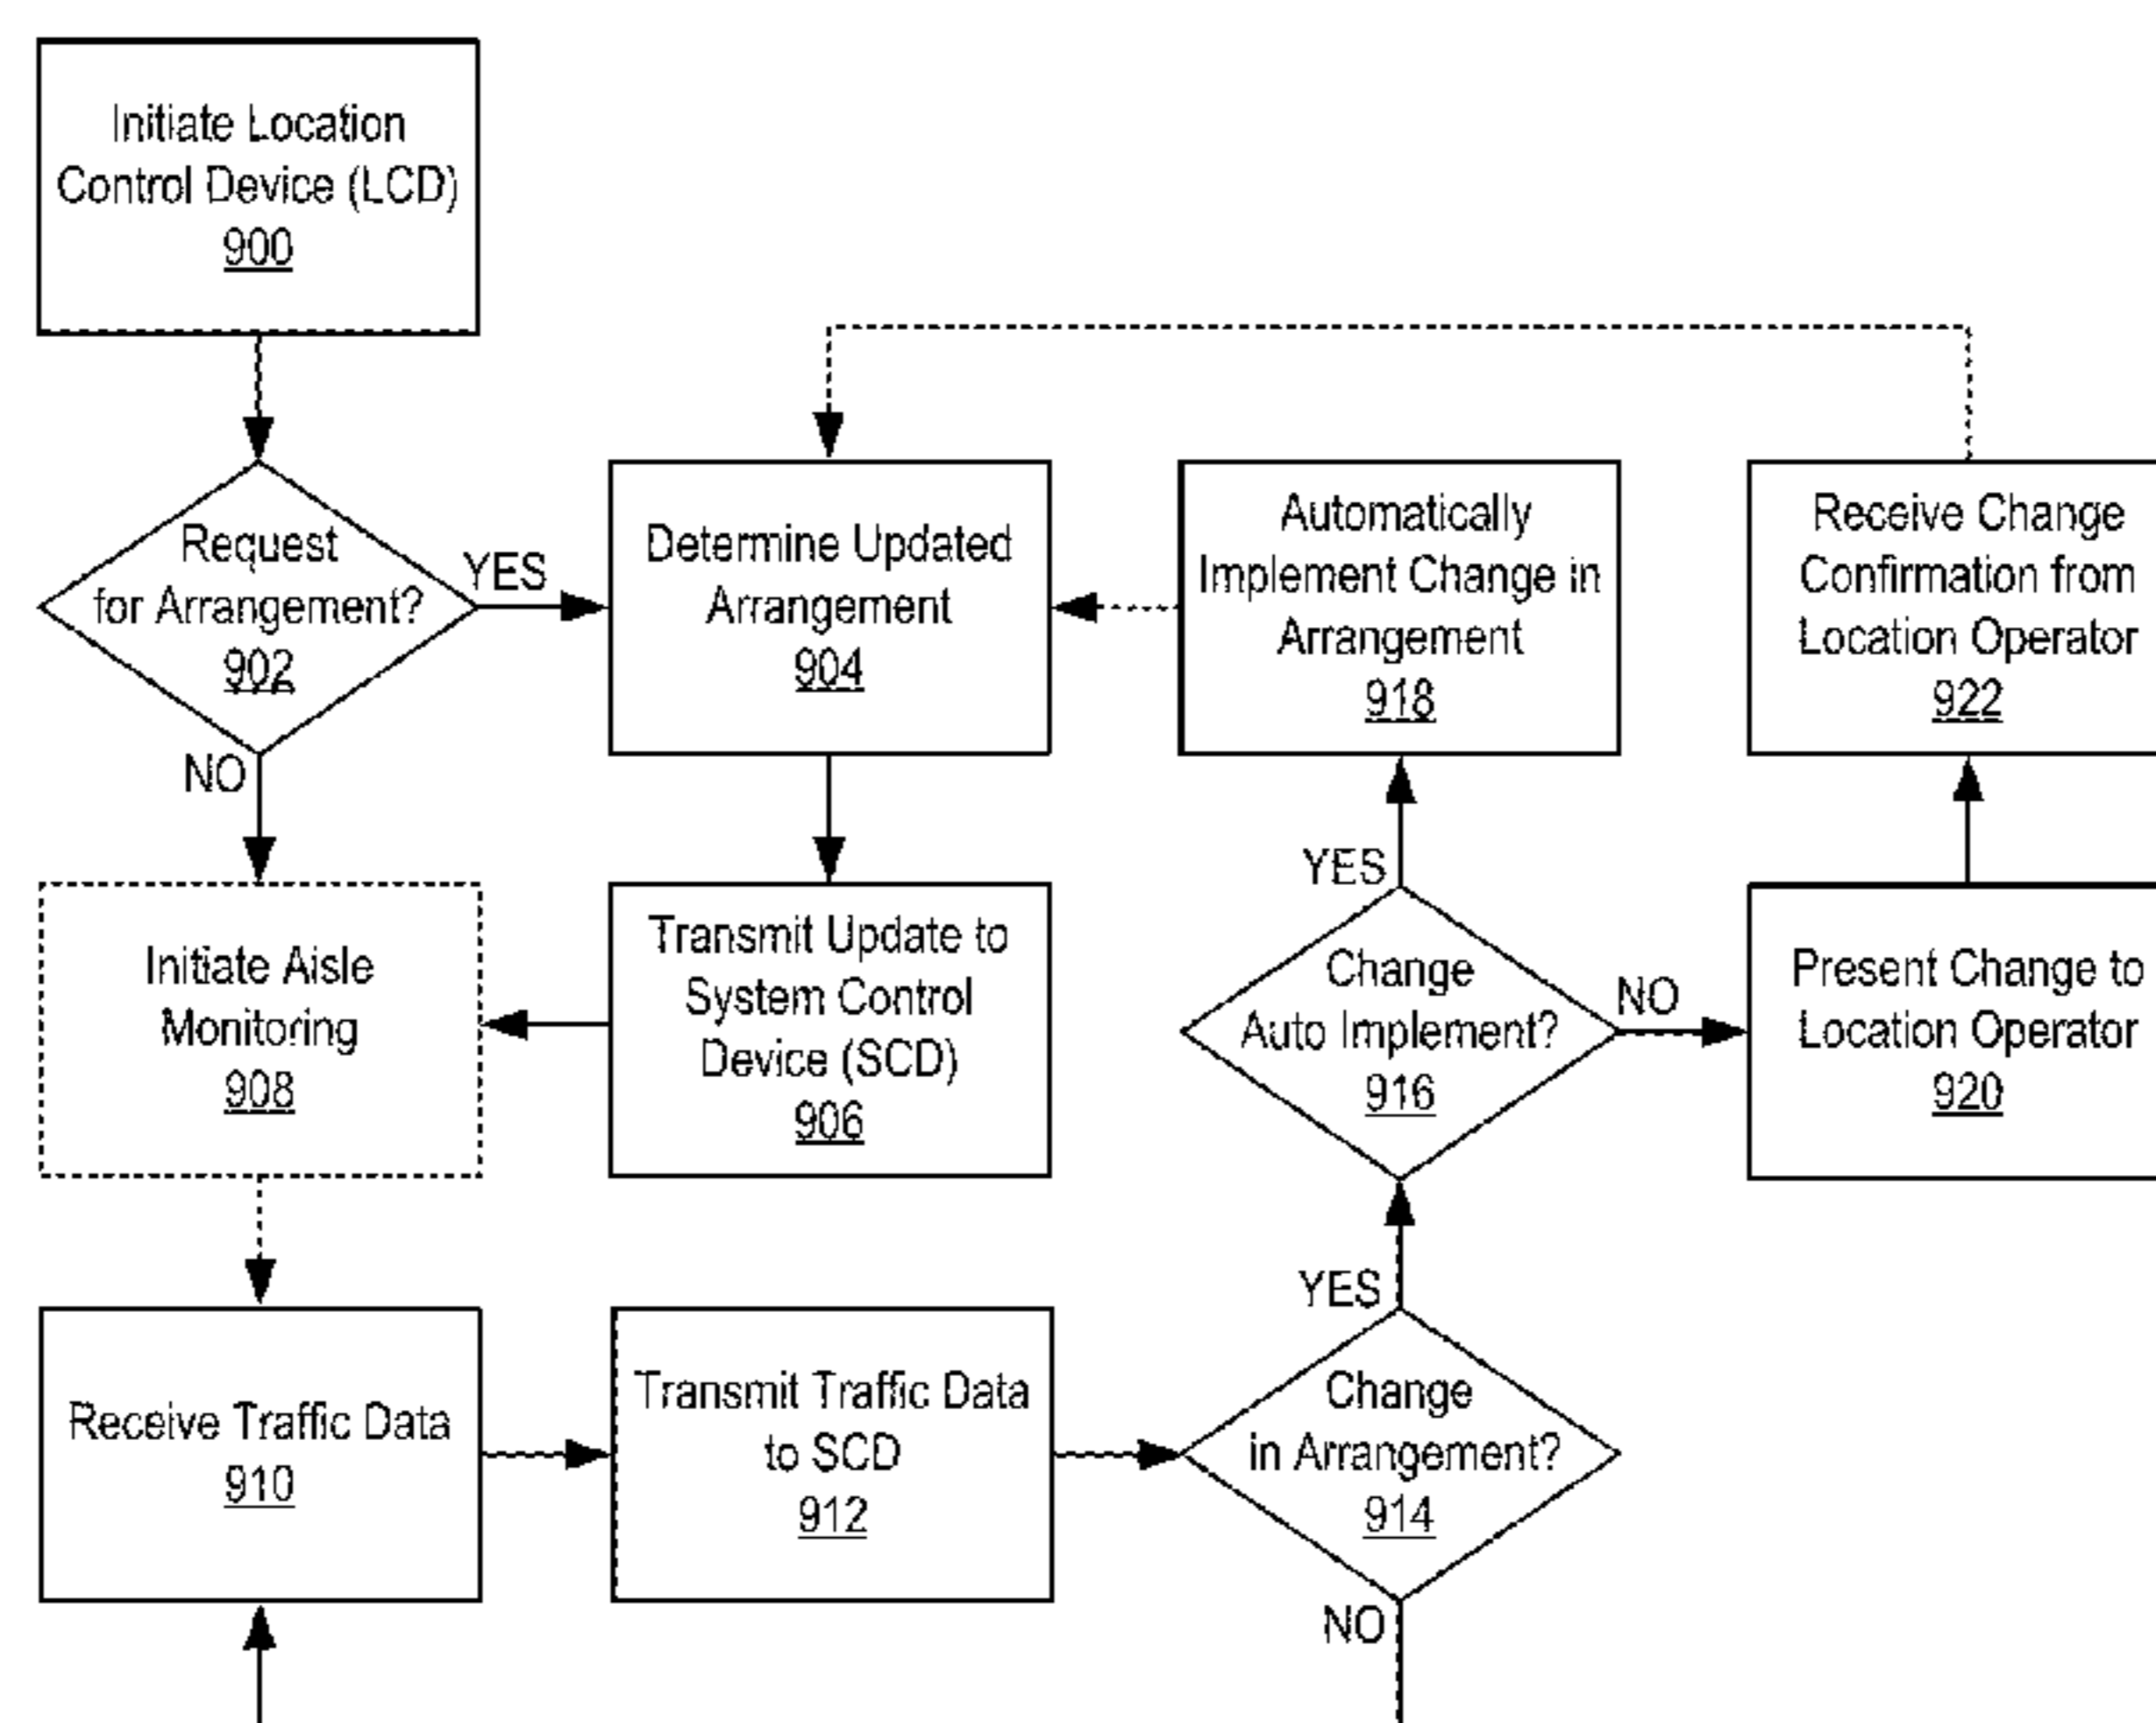 Initiate Location
Control Device (LCD)
900
Request
for Arrangement?
902
YES
NO
Determine Updated
Arrangement
904
Automatically
Implement Change in
Arrangement
918
Receive Change
Confirmation from
Location Operator
922
Initiate Aisle
Monitoring
908
Transmit Update to
System Control
Device (SCD)
906
YES
Change
Auto Implement?
916
NO
Present Change to
Location Operator
920
Receive Traffic Data
910
Transmit Traffic Data
to SCD
912
YES
Change
in Arrangement?
914
NO